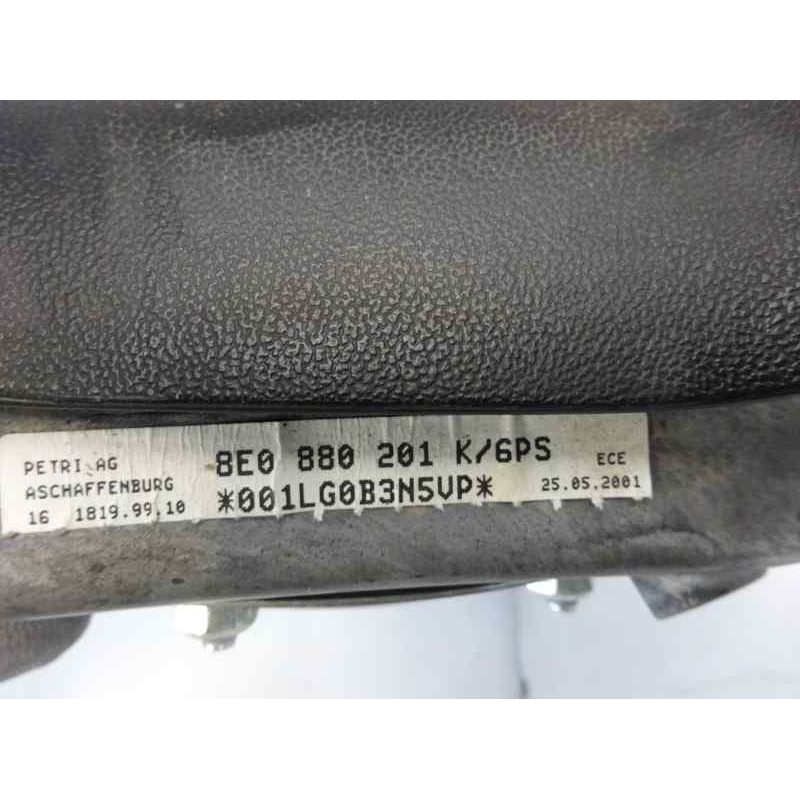 PETRI AG
ASCHAFFENBURG
16 1819.99.10
8E0 880 201 K/6PS
*001LG0B3N5VP*
ECE
25.05.2001